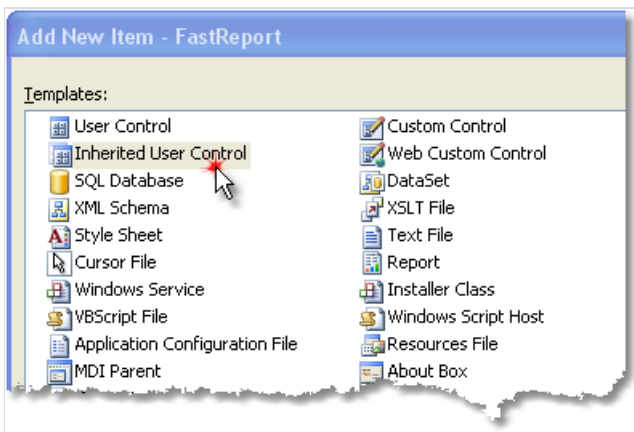 Add New Item - FastReport
Templates:
User Control
Custom Control
Inherited User Control
Web Custom Control
SQL Database
DataSet
XML Schema
XSLT File
Style Sheet
Text File
Cursor File
Report
Windows Service
Installer Class
VBScript File
Windows Script Host
Application Configuration File
Resources File
MDI Parent
About Box